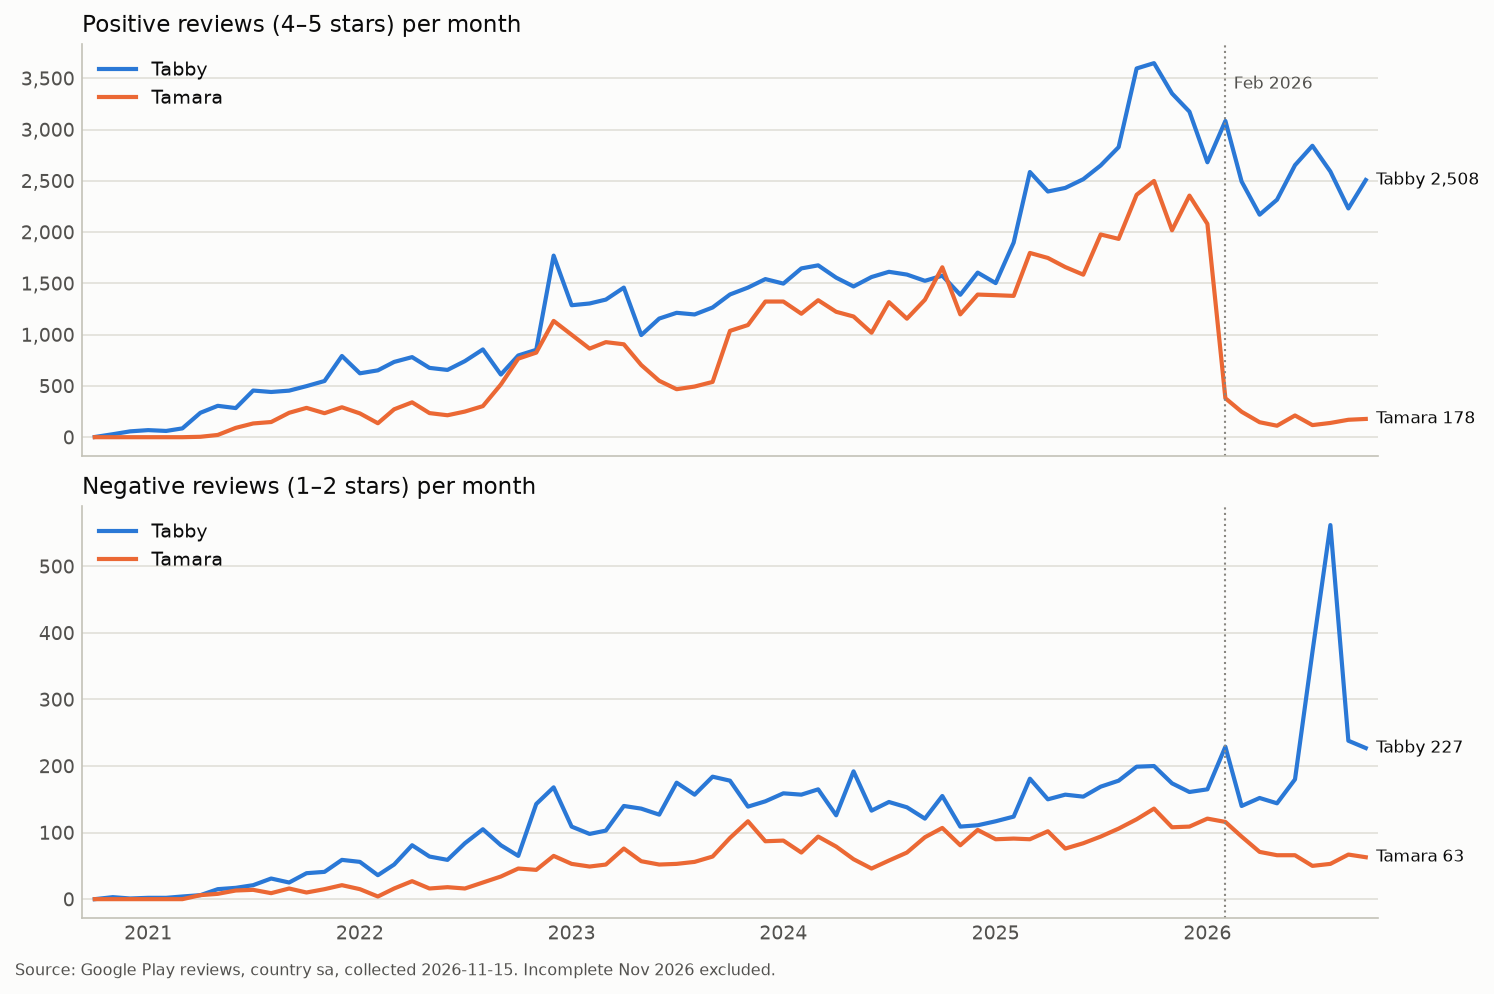 Positive reviews (4–5 stars) per month
Tabby
Tamara
3,500
3,000
2,500
2,000
1,500
1,000
500
0
Feb 2026
Tabby 2,508
Tamara 178
Negative reviews (1–2 stars) per month
Tabby
Tamara
500
400
300
200
100
0
Tabby 227
Tamara 63
2021 2022 2023 2024 2025 2026
Source: Google Play reviews, country sa, collected 2026-11-15. Incomplete Nov 2026 excluded.